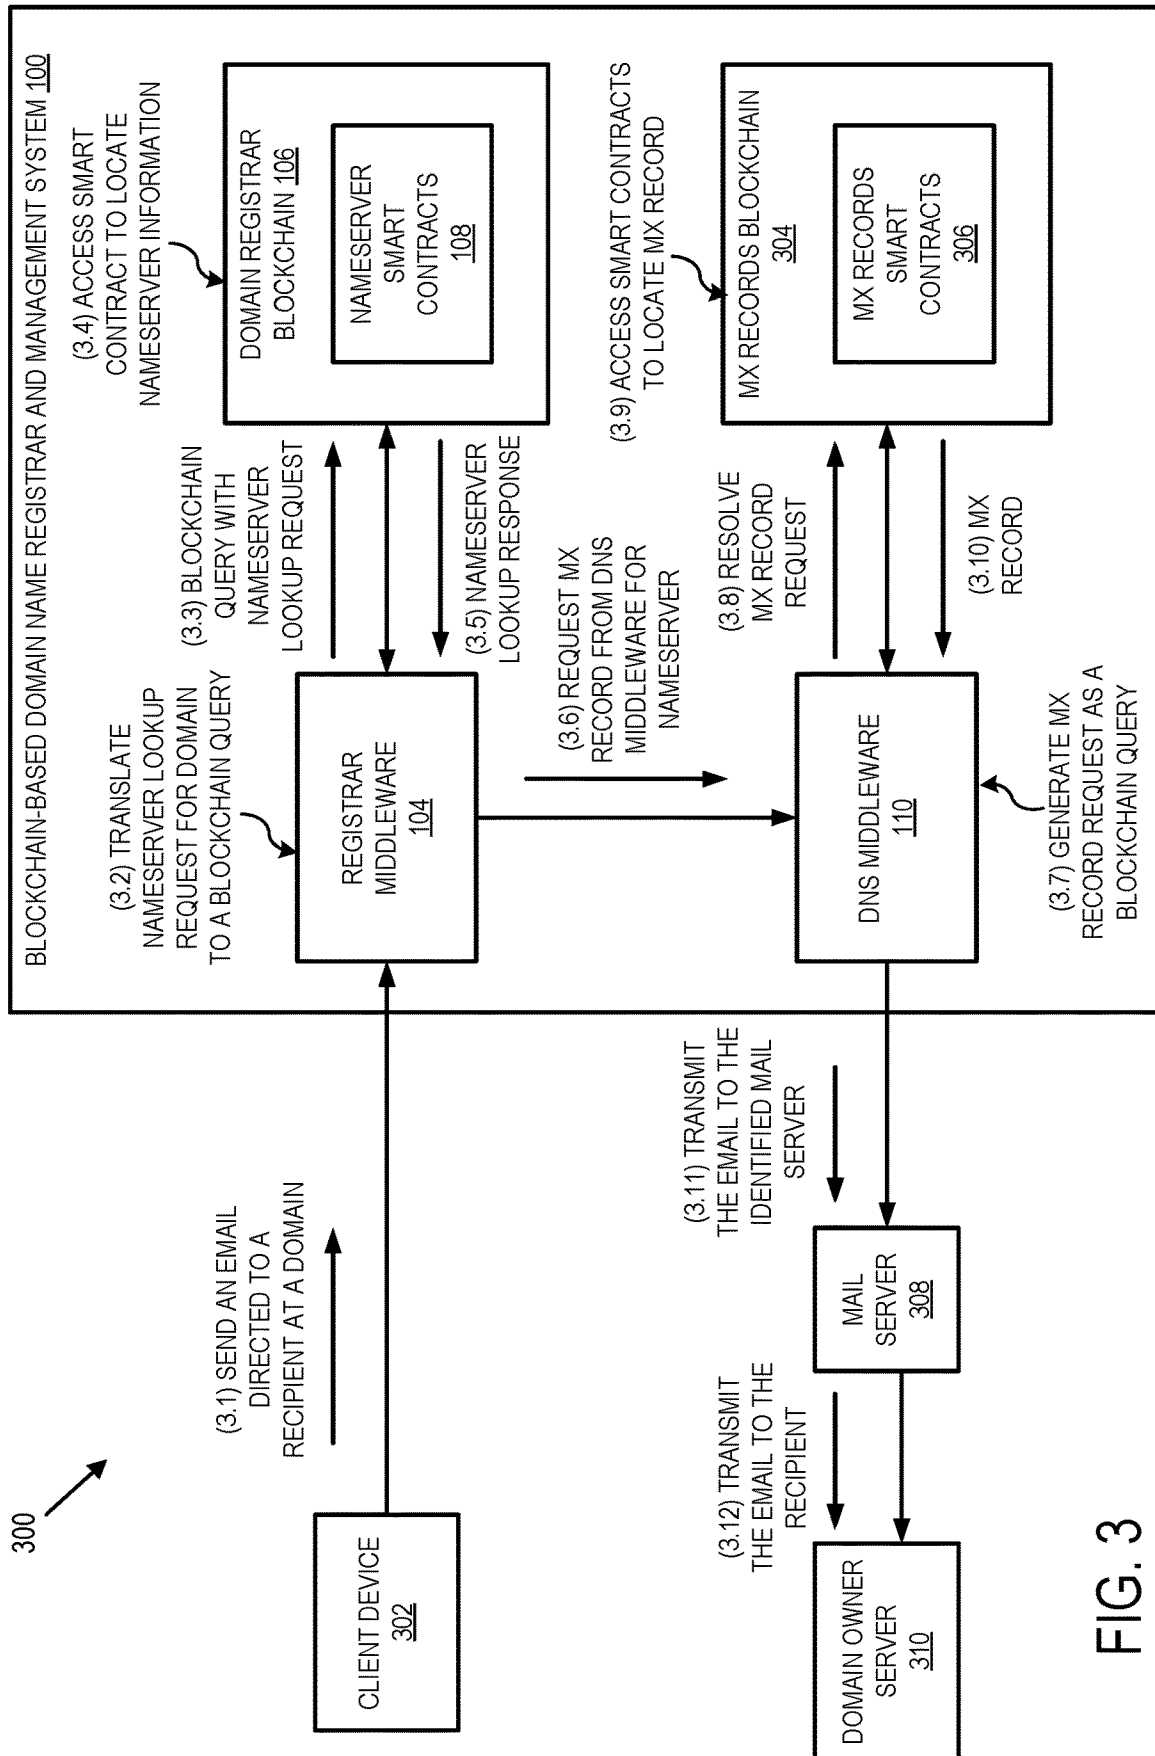 300
BLOCKCHAIN-BASED DOMAIN NAME REGISTRAR AND MANAGEMENT SYSTEM 100
(3.1) SEND AN EMAIL
DIRECTED TO A
RECIPIENT AT A DOMAIN
CLIENT DEVICE
302
(3.2) TRANSLATE
NAMESERVER LOOKUP
REQUEST FOR DOMAIN
TO A BLOCKCHAIN QUERY
REGISTRAR
MIDDLEWARE
104
(3.3) BLOCKCHAIN
QUERY WITH
NAMESERVER
LOOKUP REQUEST
(3.4) ACCESS SMART
CONTRACT TO LOCATE
NAMESERVER INFORMATION
DOMAIN REGISTRAR
BLOCKCHAIN 106
NAMESERVER
SMART
CONTRACTS
108
(3.5) NAMESERVER
LOOKUP RESPONSE
(3.6) REQUEST MX
RECORD FROM DNS
MIDDLEWARE FOR
NAMESERVER
DNS MIDDLEWARE
110
(3.7) GENERATE MX
RECORD REQUEST AS A
BLOCKCHAIN QUERY
(3.8) RESOLVE
MX RECORD
REQUEST
(3.9) ACCESS SMART CONTRACTS
TO LOCATE MX RECORD
MX RECORDS BLOCKCHAIN
304
MX RECORDS
SMART
CONTRACTS
306
(3.10) MX
RECORD
(3.11) TRANSMIT
THE EMAIL TO THE
IDENTIFIED MAIL
SERVER
MAIL
SERVER
308
(3.12) TRANSMIT
THE EMAIL TO THE
RECIPIENT
DOMAIN OWNER
SERVER
310
FIG. 3